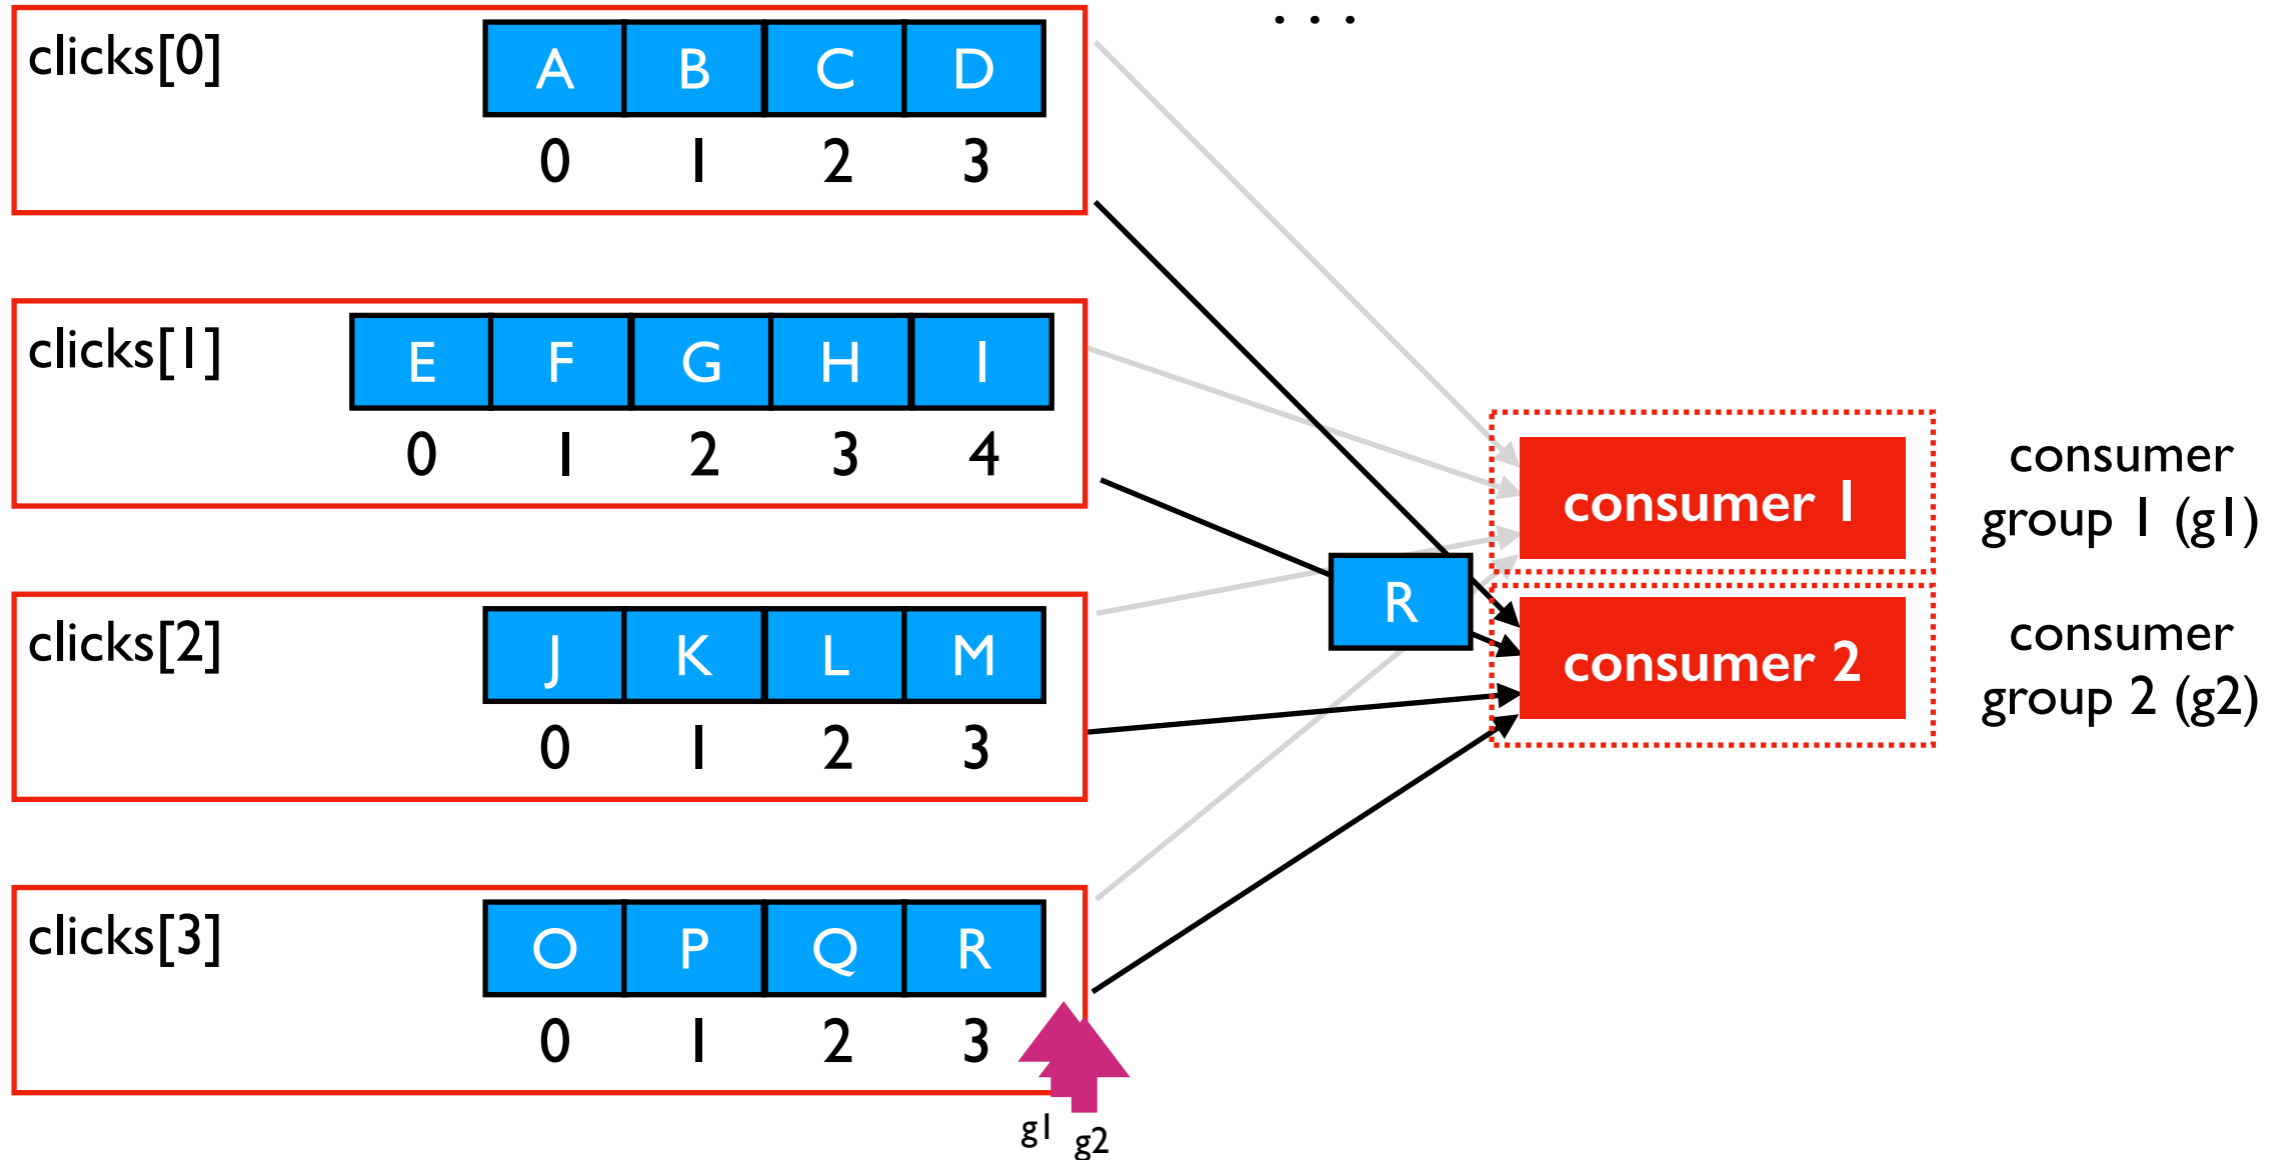 . . .
clicks[0]
A B C D
0 1 2 3
clicks[1]
E F G H I
0 1 2 3 4
consumer 1
consumer
group 1 (g1)
R
clicks[2]
J K L M
0 1 2 3
consumer 2
consumer
group 2 (g2)
clicks[3]
O P Q R
0 1 2 3
g1 g2